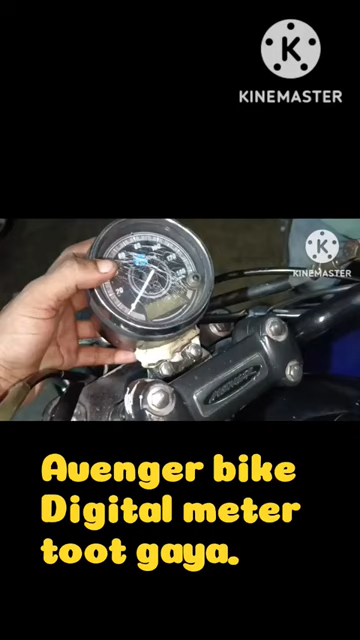 KINEMASTER
KINEMASTER
Avenger bike
Digital meter
toot gaya.